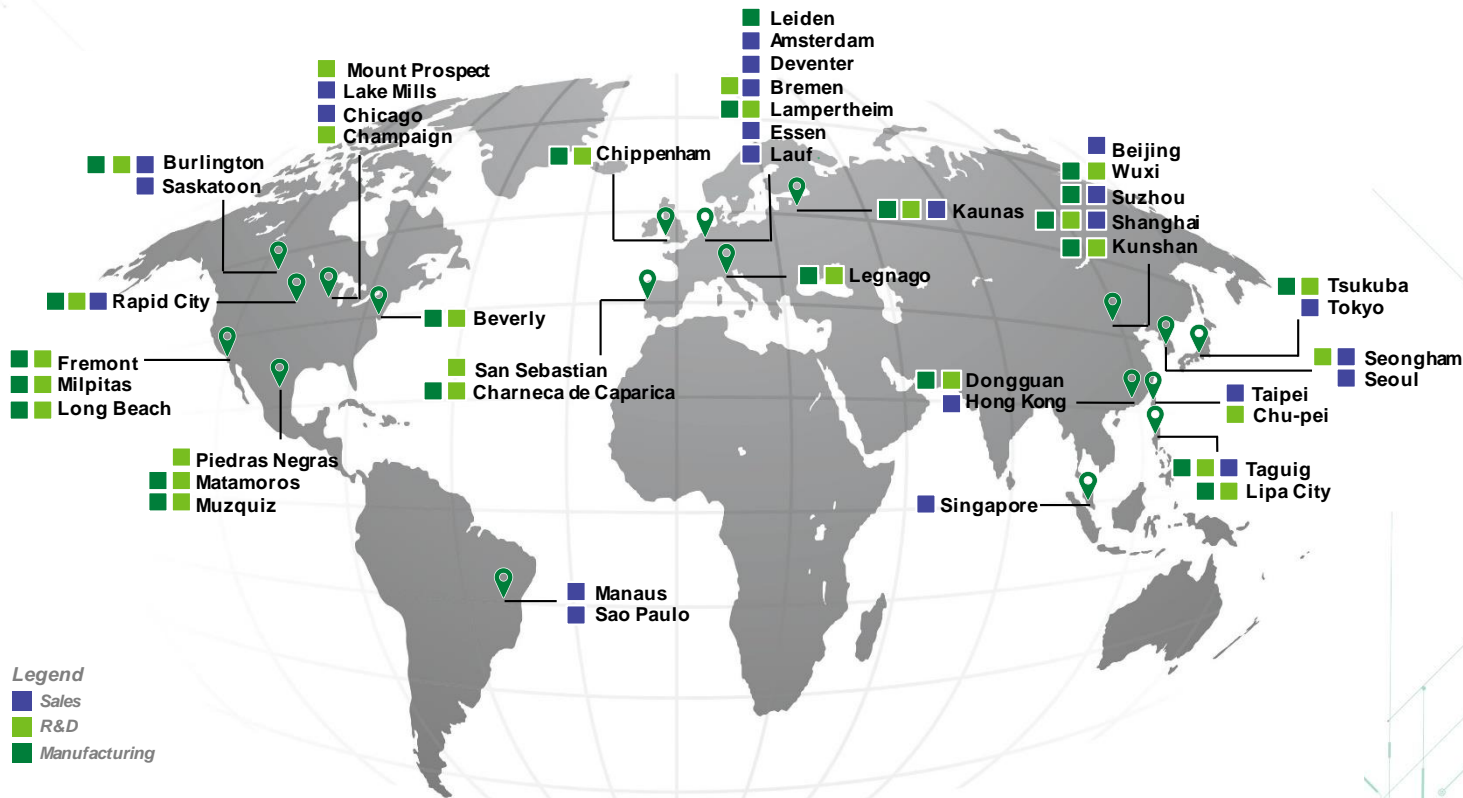 Leiden
Amsterdam
Deventer
Bremen
Lampertheim
Essen
Lauf
Mount Prospect
Lake Mills
Chicago
Champaign
Burlington
Saskatoon
Chippenham
Beijing
Wuxi
Suzhou
Shanghai
Kunshan
Kaunas
Legnago
Rapid City
Beverly
Tsukuba
Tokyo
Fremont
Milpitas
Long Beach
San Sebastian
Charneca de Caparica
Seongham
Seoul
Dongguan
Hong Kong
Taipei
Chu-pei
Piedras Negras
Matamoros
Muzquiz
Taguig
Lipa City
Singapore
Manaus
Sao Paulo
Legend
Sales
R&D
Manufacturing